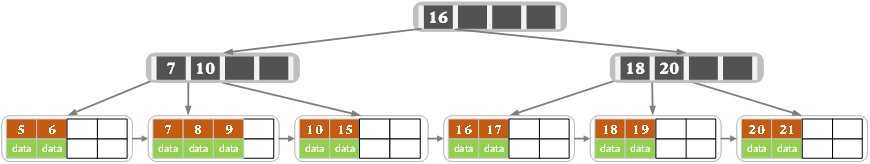 16
7 10
18 20
5 6
data data
7 8 9
data data data
10 15
data data
16 17
data data
18 19
data data
20 21
data data